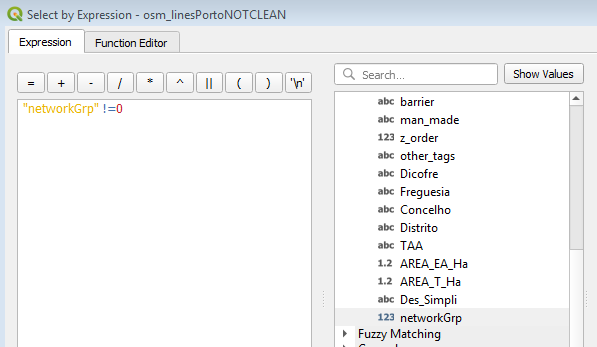 Select by Expression - osm_linesPortoNOTCLEAN
Expression
Function Editor
= + - / * ^ || ( ) '\n'
"networkGrp" !=0
Search...
Show Values
abc barrier
abc man_made
123 z_order
abc other_tags
abc Dicofre
abc Freguesia
abc Concelho
abc Distrito
abc TAA
1.2 AREA_EA_Ha
1.2 AREA_T_Ha
abc Des_Simpli
123 networkGrp
Fuzzy Matching